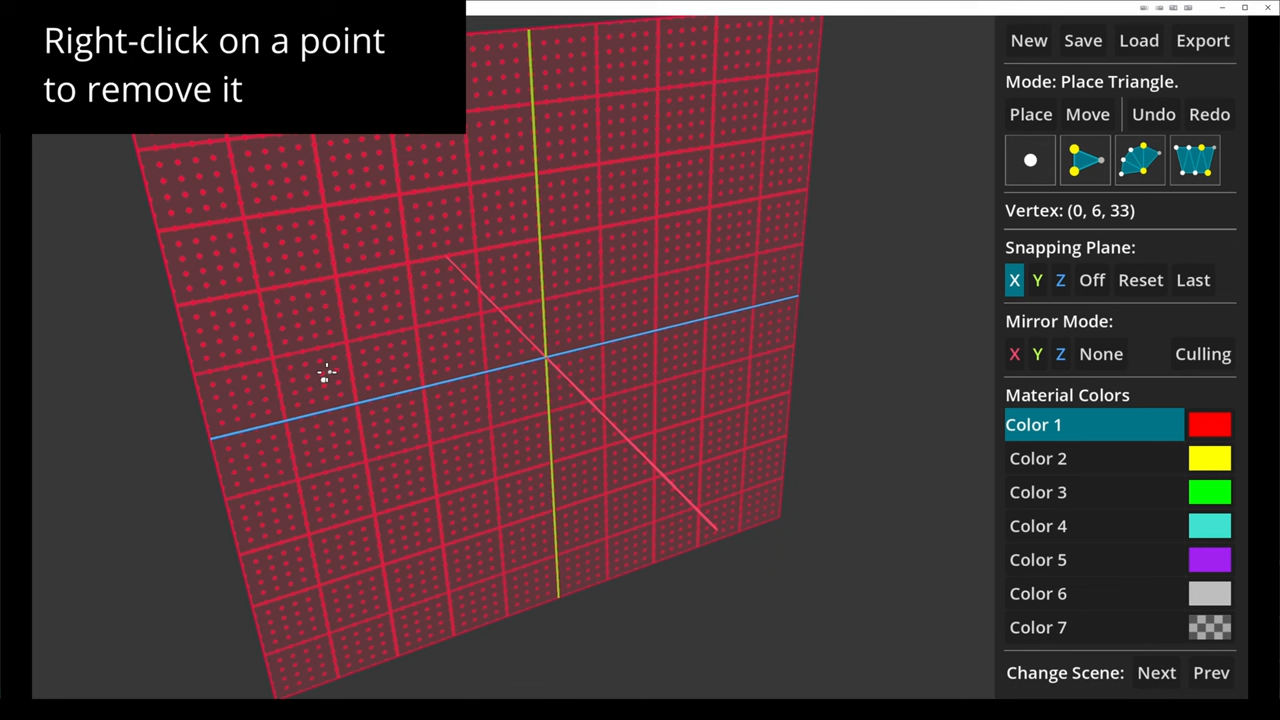 Right-click on a point
to remove it
New Save Load Export
Mode: Place Triangle.
Place Move Undo Redo
Vertex: (0, 6, 33)
Snapping Plane:
X Y Z Off Reset Last
Mirror Mode:
X Y Z None Culling
Material Colors
Color 1
Color 2
Color 3
Color 4
Color 5
Color 6
Color 7
Change Scene: Next Prev